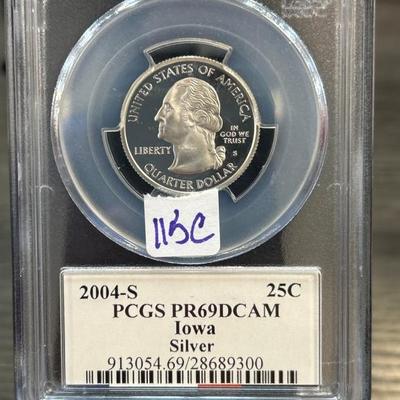 UNITED STATES OF AMERICA
LIBERTY
IN
GOD WE
TRUST
S
QUARTER DOLLAR
115C
2004-S 25C
PCGS PR69DCAM
Iowa
Silver
913054.69/28689300